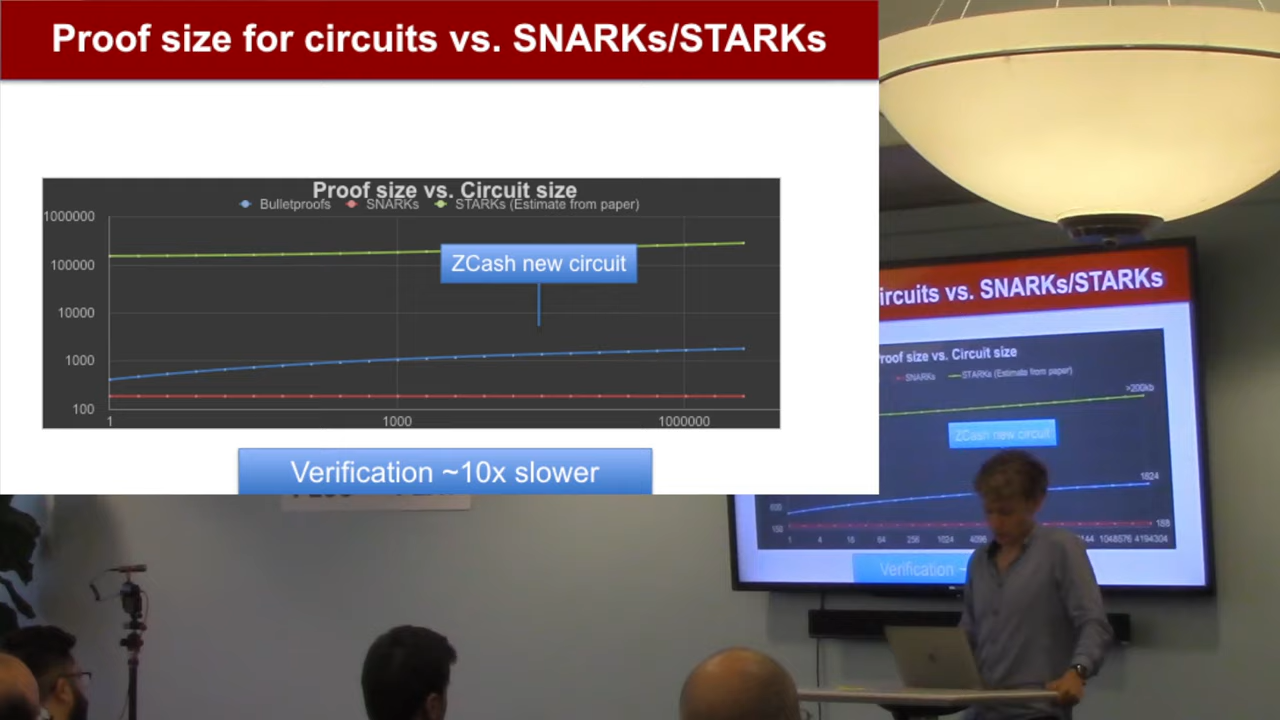 Proof size for circuits vs. SNARKs/STARKs
Proof size vs. Circuit size
Bulletproofs SNARKs STARKs (Estimate from paper)
1000000
100000
10000
1000
100
1 1000 1000000
ZCash new circuit
Verification ~10x slower
ircuits vs. SNARKs/STARKs
roof size vs. Circuit size
SNARKs STARKs (Estimate from paper)
>200kb
ZCash new circuit
1624
188
1 4 16 64 256 1024 4096 144 1048576 4194304
Verification ~